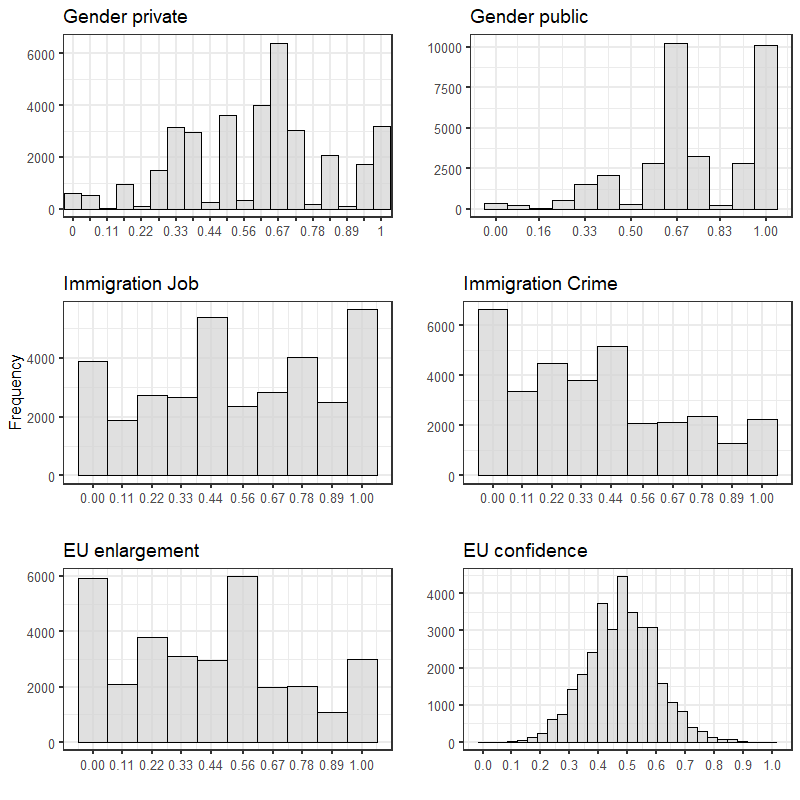 Gender private
6000
4000
2000
0
0 0.11 0.22 0.33 0.44 0.56 0.67 0.78 0.89 1
Gender public
10000
7500
5000
2500
0
0.00 0.16 0.33 0.50 0.67 0.83 1.00
Immigration Job
4000
2000
0
0.00 0.11 0.22 0.33 0.44 0.56 0.67 0.78 0.89 1.00
Immigration Crime
6000
4000
2000
0
0.00 0.11 0.22 0.33 0.44 0.56 0.67 0.78 0.89 1.00
Frequency
EU enlargement
6000
4000
2000
0
0.00 0.11 0.22 0.33 0.44 0.56 0.67 0.78 0.89 1.00
EU confidence
4000
3000
2000
1000
0
0.0 0.1 0.2 0.3 0.4 0.5 0.6 0.7 0.8 0.9 1.0